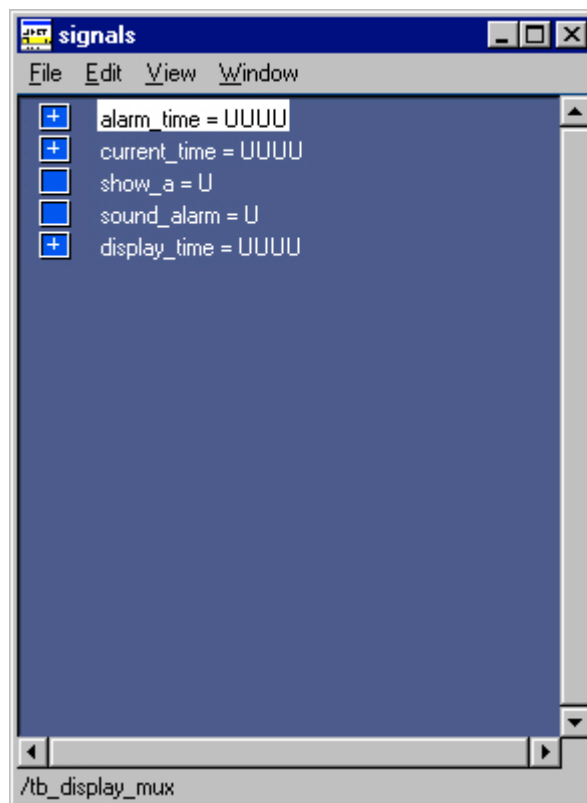 signals
File Edit View Window
alarm_time = UUUU
current_time = UUUU
show_a = U
sound_alarm = U
display_time = UUUU
/tb_display_mux